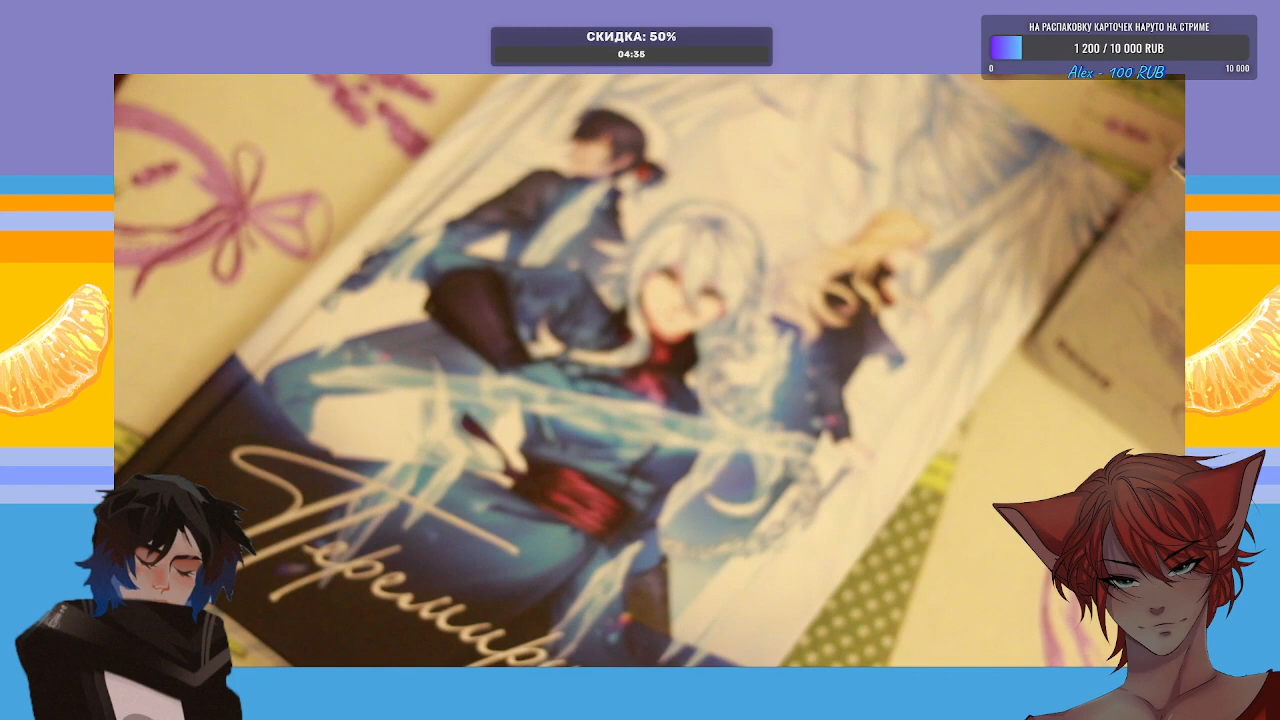 СКИДКА: 50%
04:35
НА РАСПАКОВКУ КАРТОЧЕК НАРУТО НА СТРИМЕ
1 200 / 10 000 RUB
0
10 000
Alex - 100 RUB
Перемир